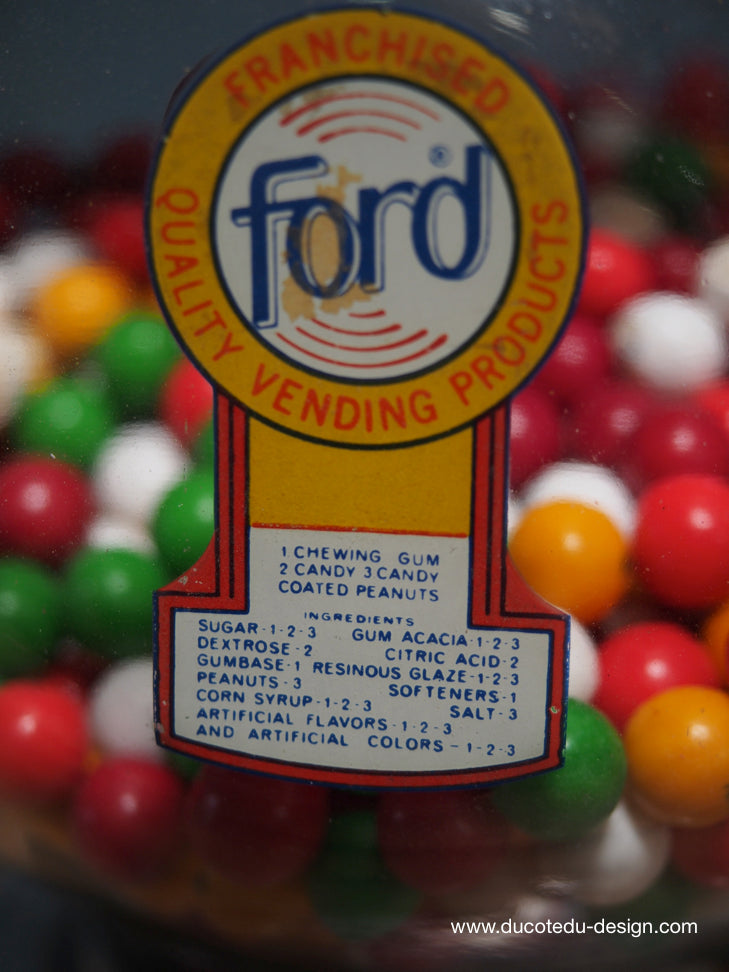 FRANCHISED
ford®
QUALITY VENDING PRODUCTS
1 CHEWING GUM
2 CANDY 3 CANDY
COATED PEANUTS
INGREDIENTS
SUGAR-1-2-3 GUM ACACIA-1-2-3
DEXTROSE-2 CITRIC ACID-2
GUMBASE-1 RESINOUS GLAZE-1-2-3
PEANUTS-3 SOFTENERS-1
CORN SYRUP-1-2-3 SALT-3
ARTIFICIAL FLAVORS-1-2-3
AND ARTIFICIAL COLORS-1-2-3
www.ducotedu-design.com